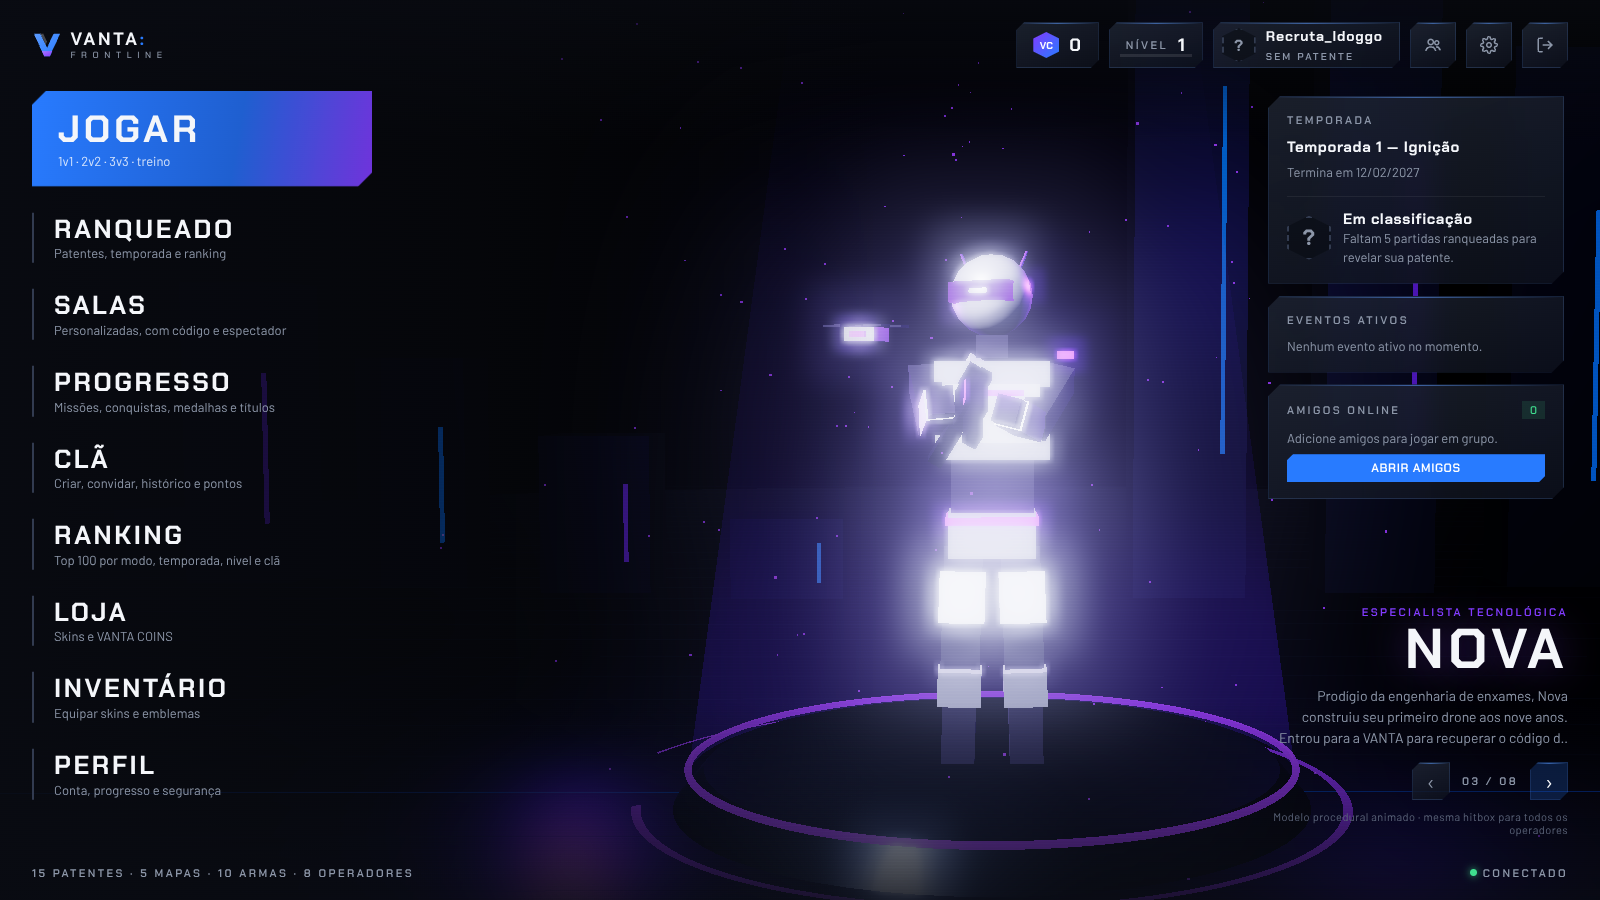 VANTA:
FRONTLINE
VC 0
NÍVEL 1
? Recruta_ldoggo
SEM PATENTE
JOGAR
1v1 · 2v2 · 3v3 · treino
RANQUEADO
Patentes, temporada e ranking
SALAS
Personalizadas, com código e espectador
PROGRESSO
Missões, conquistas, medalhas e títulos
CLÃ
Criar, convidar, histórico e pontos
RANKING
Top 100 por modo, temporada, nível e clã
LOJA
Skins e VANTA COINS
INVENTÁRIO
Equipar skins e emblemas
PERFIL
Conta, progresso e segurança
15 PATENTES · 5 MAPAS · 10 ARMAS · 8 OPERADORES
TEMPORADA
Temporada 1 — Ignição
Termina em 12/02/2027
?
Em classificação
Faltam 5 partidas ranqueadas para
revelar sua patente.
EVENTOS ATIVOS
Nenhum evento ativo no momento.
AMIGOS ONLINE 0
Adicione amigos para jogar em grupo.
ABRIR AMIGOS
ESPECIALISTA TECNOLÓGICA
NOVA
Prodígio da engenharia de enxames, Nova
construiu seu primeiro drone aos nove anos.
Entrou para a VANTA para recuperar o código d..
‹ 03 / 08 ›
Modelo procedural animado · mesma hitbox para todos os
operadores
CONECTADO